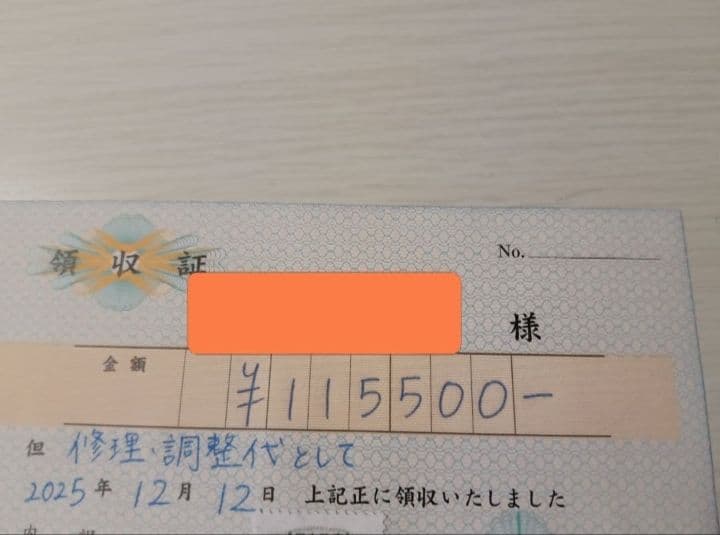 領収証
No.
様
金額 ¥115500-
但 修理・調整代として
2025年 12月 12日 上記正に領収いたしました
内